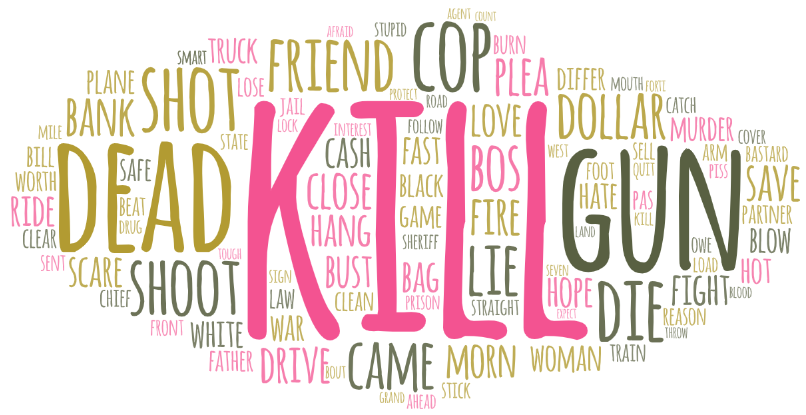 AGENT COUNT
AFRAID STUPID
SMART TRUCK FRIEND COP BURN
PLANE SHOT LOSE PROTECT PLEA DIFFER MOUTH FORTI
BANK JAIL ROAD LOVE DOLLAR CATCH
MILE LOCK INTEREST FOLLOW MURDER COVER
BILL STATE CASH FAST WEST SELL ARM BASTARD
WORTH DEAD SAFE KILL CLOSE BLACK BOS FOOT QUIT GUN PISS SAVE
RIDE BEAT HANG GAME FIRE HATE PAS PARTNER
CLEAR DRUG SHERIFF LAND KILL OWE BLOW
SENT SCARE TOUGH BUST BAG LIE SEVEN LOAD HOT
CHIEF SHOOT SIGN CLEAN PRISON STRAIGHT HOPE DIE FIGHT BLOOD
FRONT WHITE LAW EXPECT REASON
WAR THROW
FATHER DRIVE BOUT CAME MORN WOMAN TRAIN
GRAND AHEAD STICK